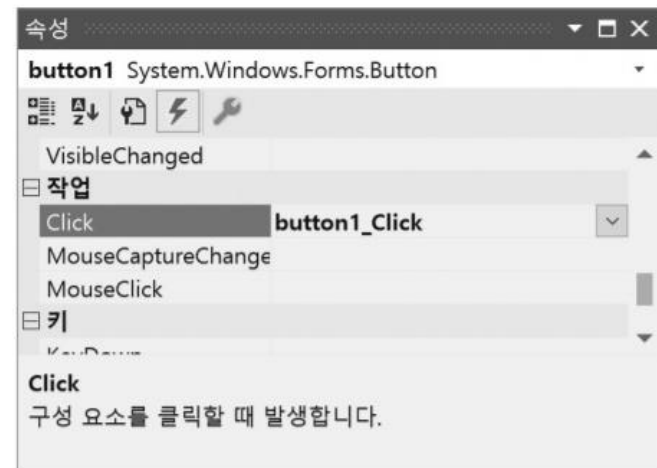 속성
button1 System.Windows.Forms.Button
VisibleChanged
작업
Click button1_Click
MouseCaptureChange
MouseClick
키
KeyDown
Click
구성 요소를 클릭할 때 발생합니다.